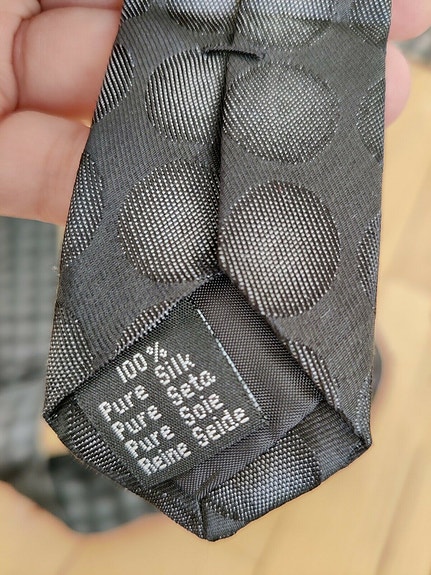 100%
Pure Silk
Pure Seta
Pure Soie
Reine Seide